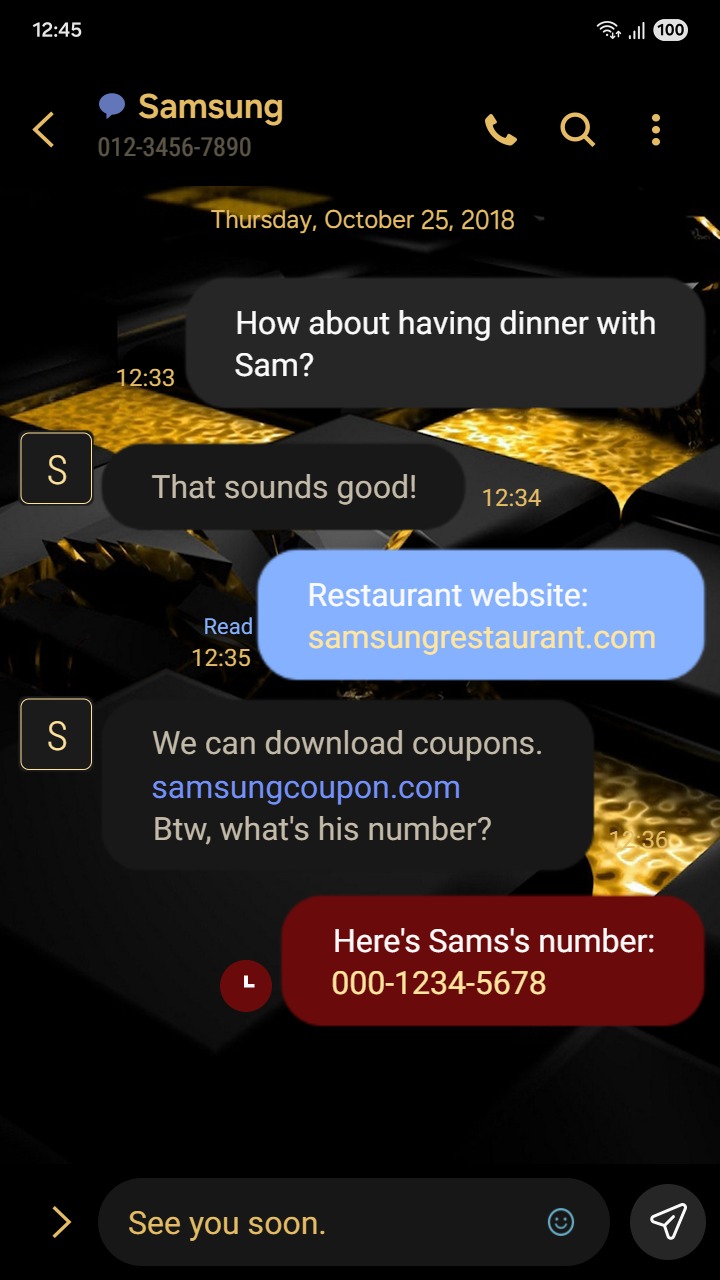 12:45
100
Samsung
012-3456-7890
Thursday, October 25, 2018
How about having dinner with
Sam?
12:33
S
That sounds good!
12:34
Restaurant website:
samsungrestaurant.com
Read
12:35
S
We can download coupons.
samsungcoupon.com
Btw, what's his number?
12:36
Here's Sams's number:
000-1234-5678
See you soon.